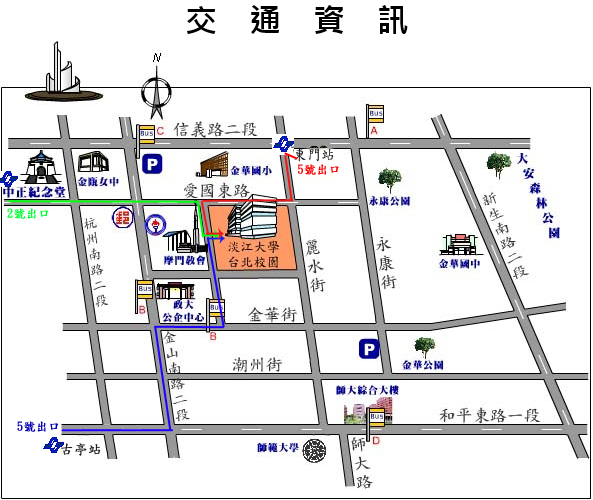 交通資訊
N
Bus
C
信義路二段
Bus
A
P
東門站
5號出口
金華國小
金甌女中
中正紀念堂
2號出口
愛國東路
大安森林公園
永康公園
新生南路二段
郵
杭州南路二段
摩門教會
淡江大學
台北校園
麗水街
永康街
金華國中
Bus
B
政大
公企中心
Bus
B
金華街
金山南路二段
潮州街
P
金華公園
師大綜合大樓
Bus
D
和平東路一段
5號出口
古亭站
師範大學
師大路